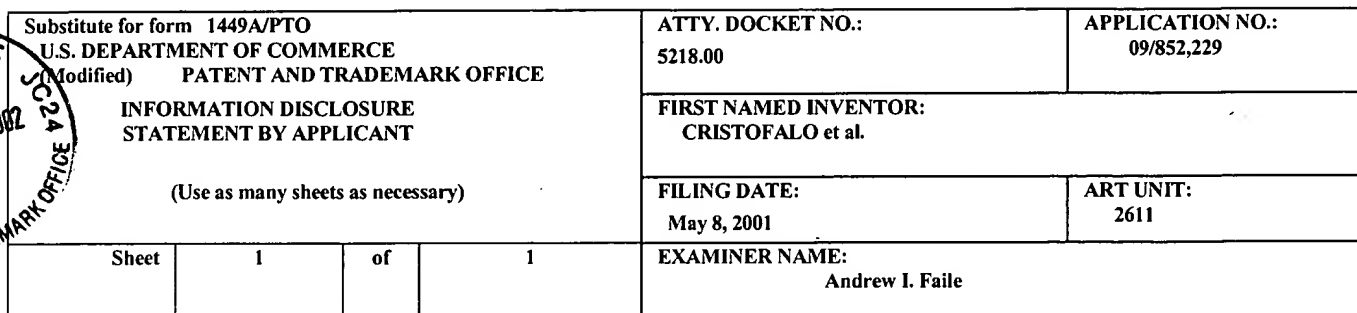 Substitute for form 1449A/PTO
U.S. DEPARTMENT OF COMMERCE
(Modified) PATENT AND TRADEMARK OFFICE
INFORMATION DISCLOSURE
STATEMENT BY APPLICANT
(Use as many sheets as necessary)
Sheet 1 of 1
ATTY. DOCKET NO.:
5218.00
APPLICATION NO.:
09/852,229
FIRST NAMED INVENTOR:
CRISTOFALO et al.
FILING DATE:
May 8, 2001
ART UNIT:
2611
EXAMINER NAME:
Andrew I. Faile
JC24
MARK OFFICE